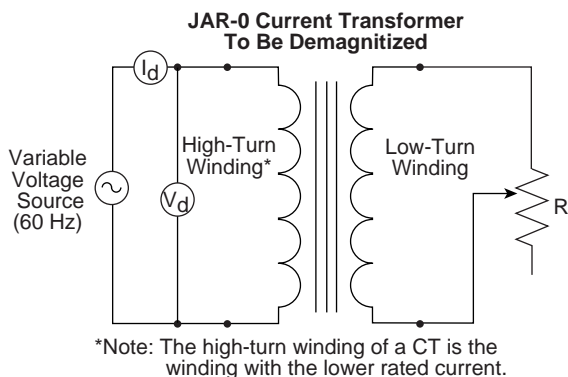 JAR-0 Current Transformer
To Be Demagnitized
Id
High-Turn
Winding*
Low-Turn
Winding
Variable
Voltage
Source
(60 Hz)
Vd
R
*Note: The high-turn winding of a CT is the
winding with the lower rated current.